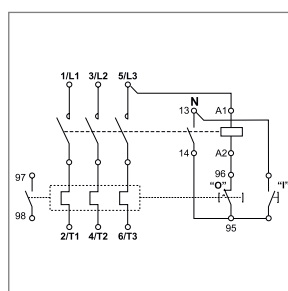 1/L1 3/L2 5/L3
N
13 A1
14 A2
97 96
"O" "I"
98 95
2/T1 4/T2 6/T3